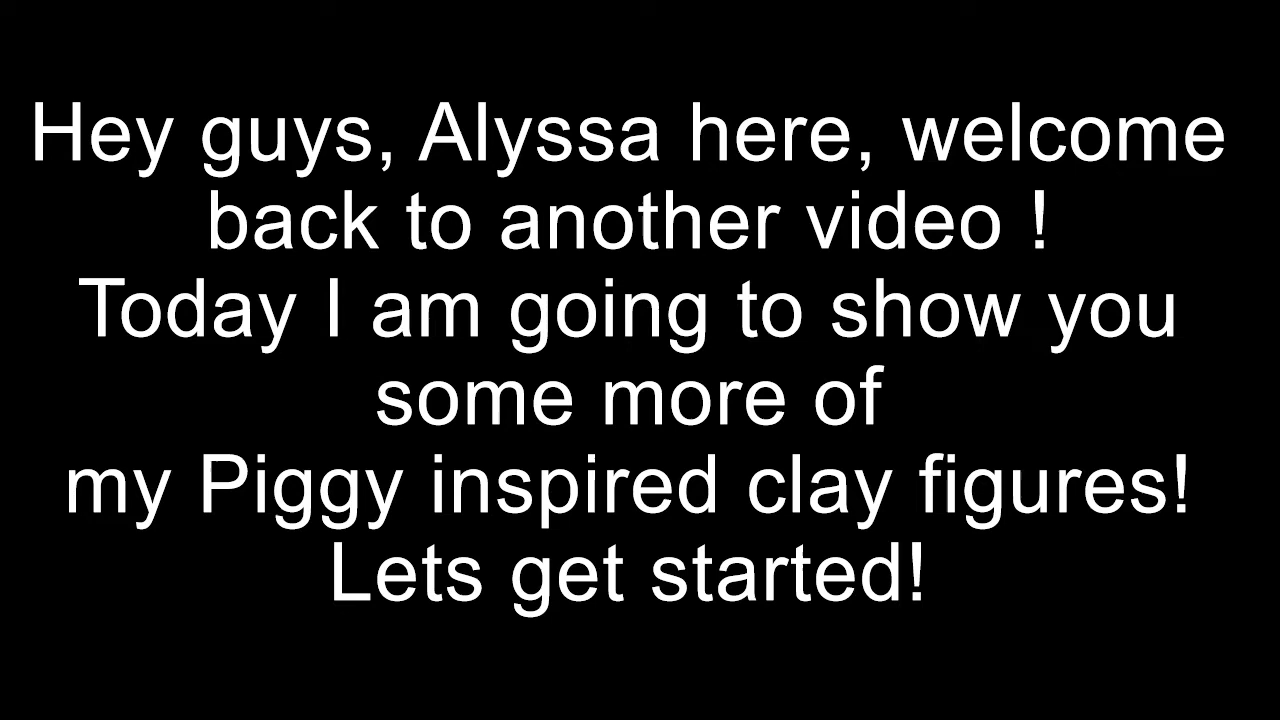 Hey guys, Alyssa here, welcome
back to another video !
Today I am going to show you
some more of
my Piggy inspired clay figures!
Lets get started!